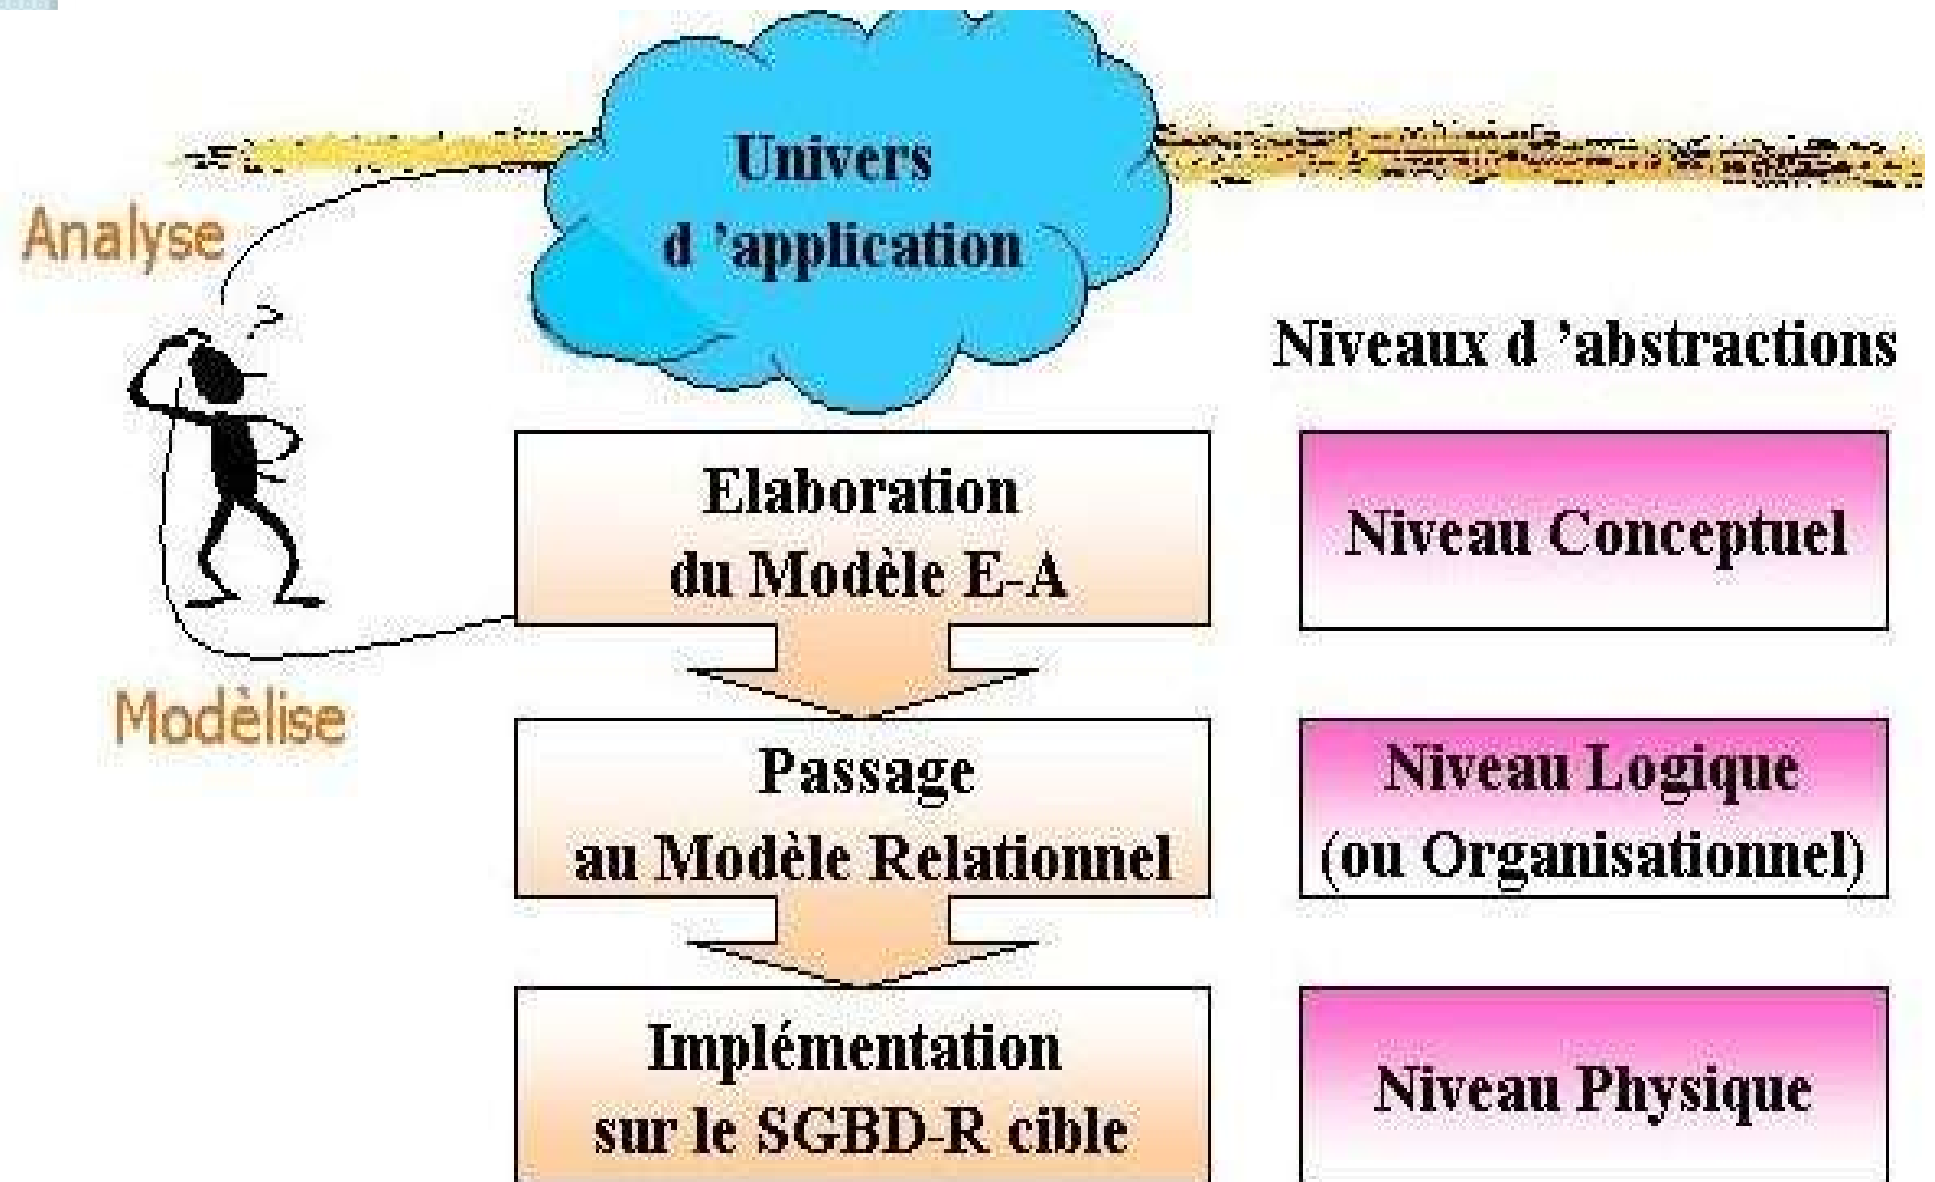 Univers
d ’application
Analyse
Niveaux d ’abstractions
Elaboration
du Modèle E-A
Niveau Conceptuel
Modèlise
Passage
au Modèle Relationnel
Niveau Logique
(ou Organisationnel)
Implémentation
sur le SGBD-R cible
Niveau Physique